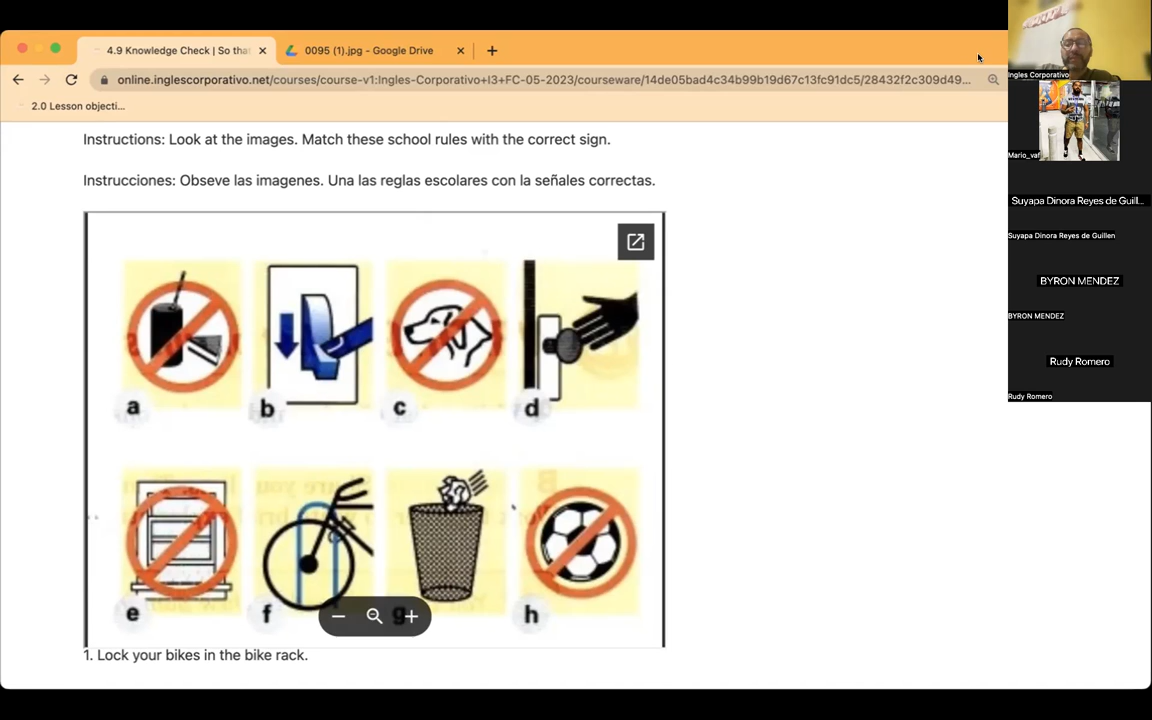 4.9 Knowledge Check | So tha
0095 (1).jpg - Google Drive
online.inglescorporativo.net/courses/course-v1:Ingles-Corporativo+I3+FC-05-2023/courseware/14de05bad4c34b99b19d67c13fc91dc5/28432f2c309d49...
2.0 Lesson objecti...
Instructions: Look at the images. Match these school rules with the correct sign.
Instrucciones: Obseve las imagenes. Una las reglas escolares con la señales correctas.
a b c d
e f g h
1. Lock your bikes in the bike rack.
Ingles Corporativo
Mario_vaf
Suyapa Dinora Reyes de Guill...
Suyapa Dinora Reyes de Guillen
BYRON MENDEZ
BYRON MENDEZ
Rudy Romero
Rudy Romero